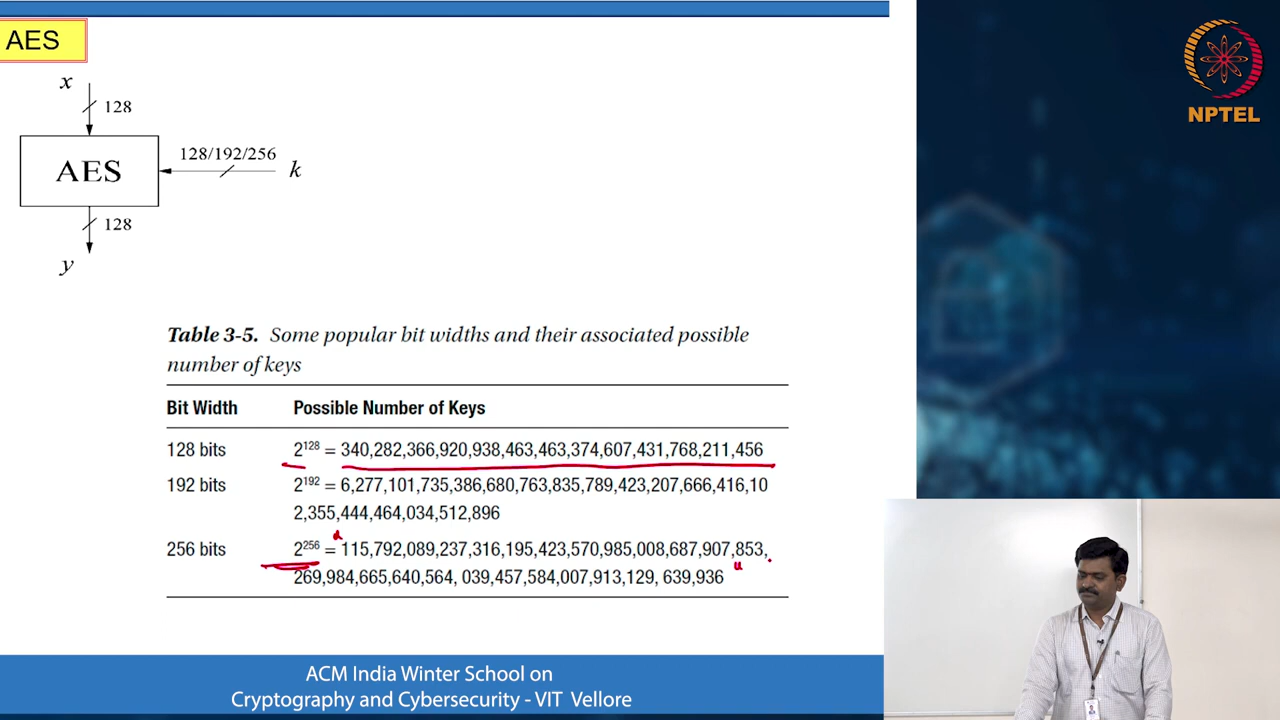 AES
x
128
AES
128/192/256
k
128
y
Table 3-5. Some popular bit widths and their associated possible
number of keys
Bit Width Possible Number of Keys
128 bits 2¹²⁸ = 340,282,366,920,938,463,463,374,607,431,768,211,456
192 bits 2¹⁹² = 6,277,101,735,386,680,763,835,789,423,207,666,416,10
2,355,444,464,034,512,896
256 bits 2²⁵⁶ = 115,792,089,237,316,195,423,570,985,008,687,907,853,
269,984,665,640,564, 039,457,584,007,913,129, 639,936
ACM India Winter School on
Cryptography and Cybersecurity - VIT Vellore
NPTEL